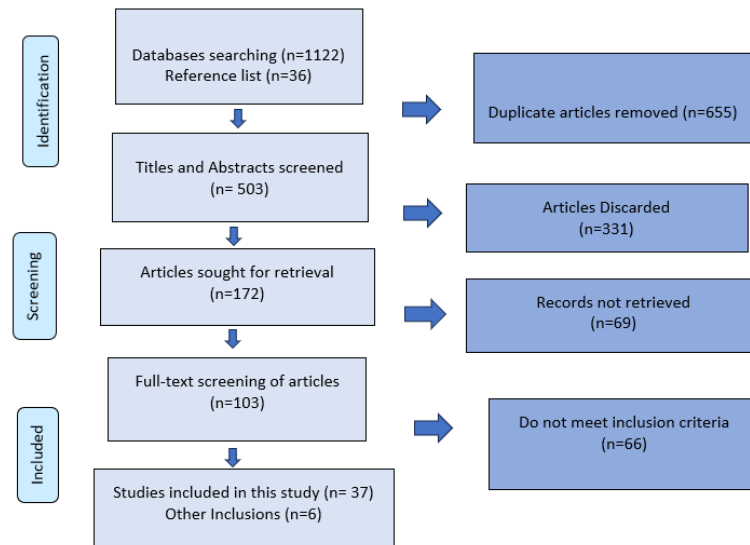 Identification
Databases searching (n=1122)
Reference list (n=36)
Duplicate articles removed (n=655)
Titles and Abstracts screened
(n= 503)
Articles Discarded
(n=331)
Screening
Articles sought for retrieval
(n=172)
Records not retrieved
(n=69)
Full-text screening of articles
(n=103)
Do not meet inclusion criteria
(n=66)
Included
Studies included in this study (n= 37)
Other Inclusions (n=6)